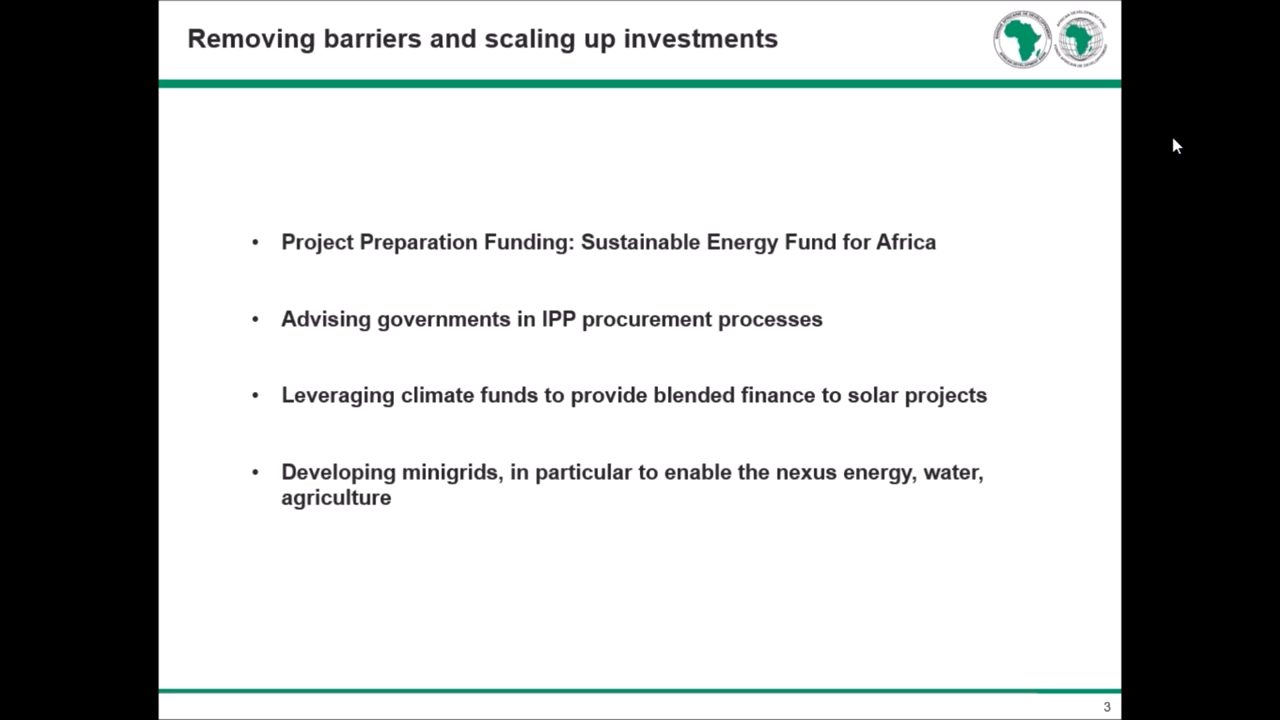 Removing barriers and scaling up investments
• Project Preparation Funding: Sustainable Energy Fund for Africa
• Advising governments in IPP procurement processes
• Leveraging climate funds to provide blended finance to solar projects
• Developing minigrids, in particular to enable the nexus energy, water,
agriculture
3